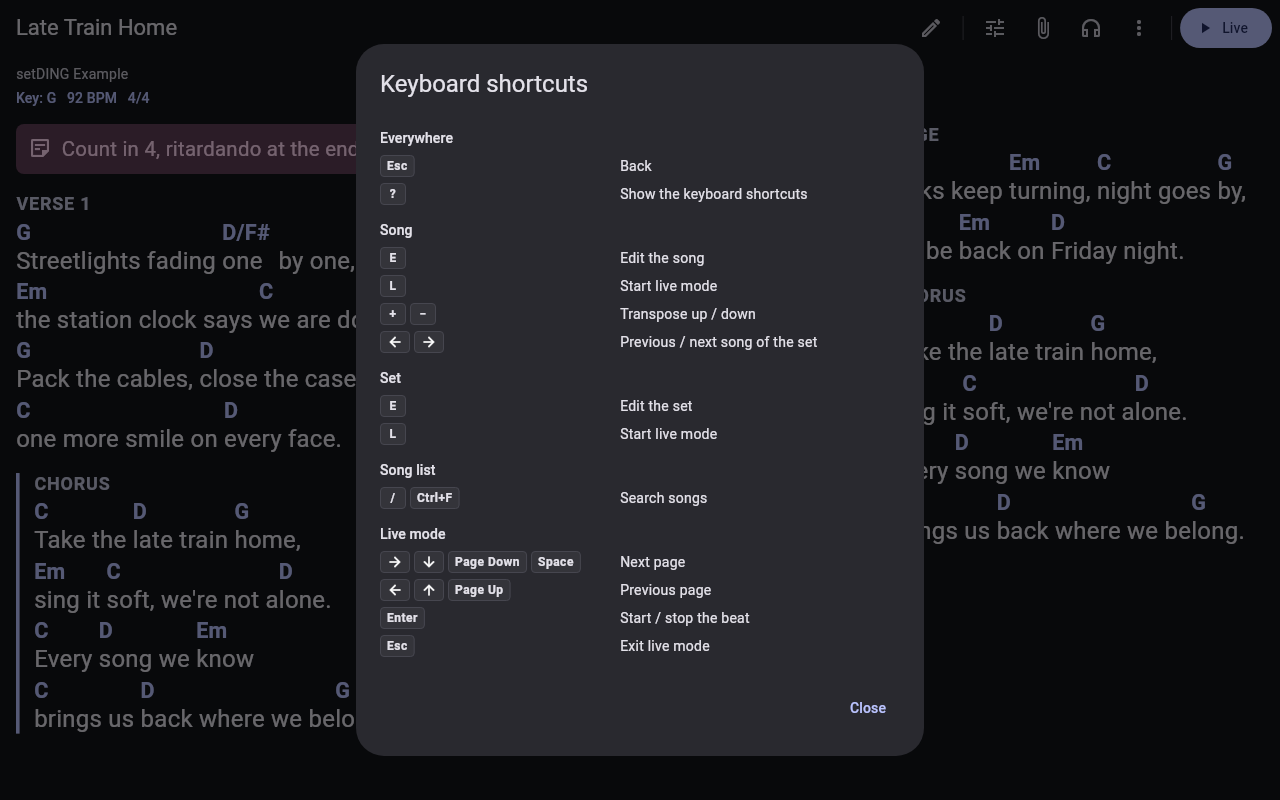 Late Train Home
Live
setDING Example
Key: G 92 BPM 4/4
Count in 4, ritardando at the end
VERSE 1
G D/F#
Streetlights fading one by one,
Em C
the station clock says we are do
G D
Pack the cables, close the case
C D
one more smile on every face.
CHORUS
C D G
Take the late train home,
Em C D
sing it soft, we're not alone.
C D Em
Every song we know
C D G
brings us back where we belo
Keyboard shortcuts
Everywhere
Esc Back
? Show the keyboard shortcuts
Song
E Edit the song
L Start live mode
+ − Transpose up / down
← → Previous / next song of the set
Set
E Edit the set
L Start live mode
Song list
/ Ctrl+F Search songs
Live mode
→ ↓ Page Down Space Next page
← ↑ Page Up Previous page
Enter Start / stop the beat
Esc Exit live mode
Close
GE
Em C G
ks keep turning, night goes by,
Em D
be back on Friday night.
ORUS
D G
ke the late train home,
C D
g it soft, we're not alone.
D Em
ery song we know
D G
ngs us back where we belong.